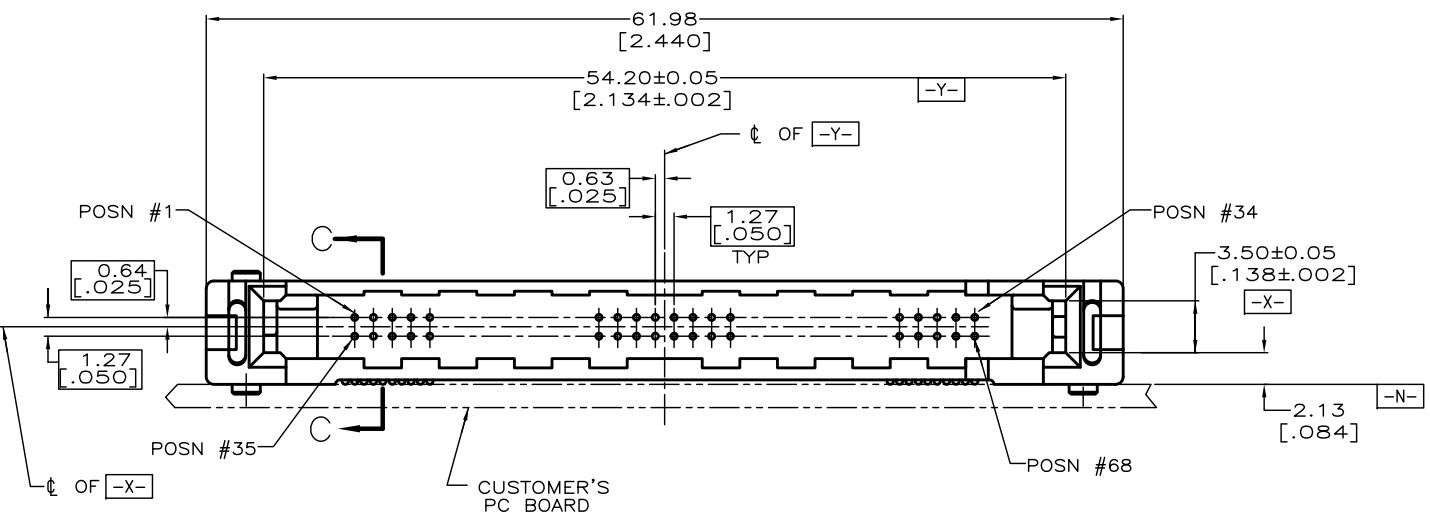 61.98
[2.440]
54.20±0.05
[2.134±.002]
-Y-
℄ OF -Y-
0.63
[.025]
1.27
[.050]
TYP
POSN #1
POSN #34
C
3.50±0.05
[.138±.002]
-X-
0.64
[.025]
1.27
[.050]
-N-
2.13
[.084]
C
POSN #35
POSN #68
℄ OF -X-
CUSTOMER'S
PC BOARD